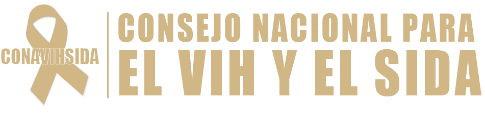 CONAVIHSIDA
CONSEJO NACIONAL PARA
EL VIH Y EL SIDA